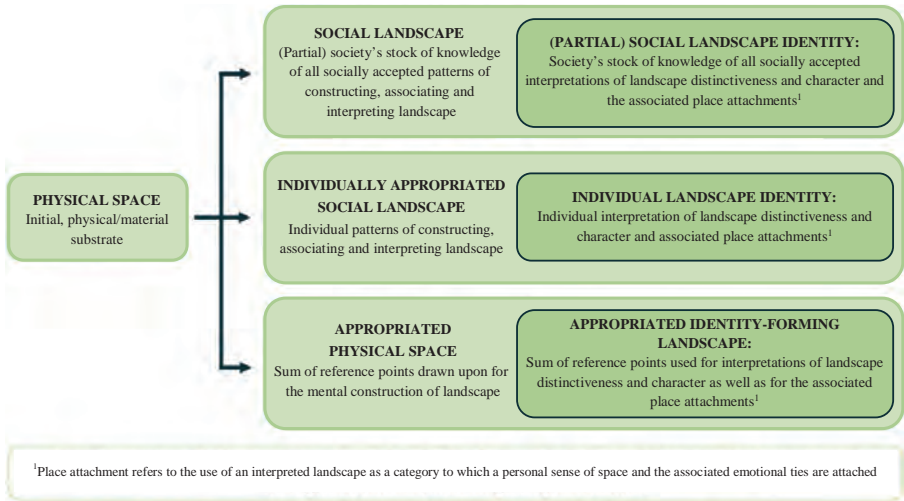 PHYSICAL SPACE
Initial, physical/material
substrate
SOCIAL LANDSCAPE
(Partial) society’s stock of knowledge
of all socially accepted patterns of
constructing, associating and
interpreting landscape
(PARTIAL) SOCIAL LANDSCAPE IDENTITY:
Society’s stock of knowledge of all socially accepted
interpretations of landscape distinctiveness and character and
the associated place attachments¹
INDIVIDUALLY APPROPRIATED
SOCIAL LANDSCAPE
Individual patterns of constructing,
associating and interpreting landscape
INDIVIDUAL LANDSCAPE IDENTITY:
Individual interpretation of landscape distinctiveness and
character and associated place attachments¹
APPROPRIATED
PHYSICAL SPACE
Sum of reference points drawn upon for
the mental construction of landscape
APPROPRIATED IDENTITY-FORMING
LANDSCAPE:
Sum of reference points used for interpretations of landscape
distinctiveness and character as well as for the associated
place attachments¹
¹Place attachment refers to the use of an interpreted landscape as a category to which a personal sense of space and the associated emotional ties are attached